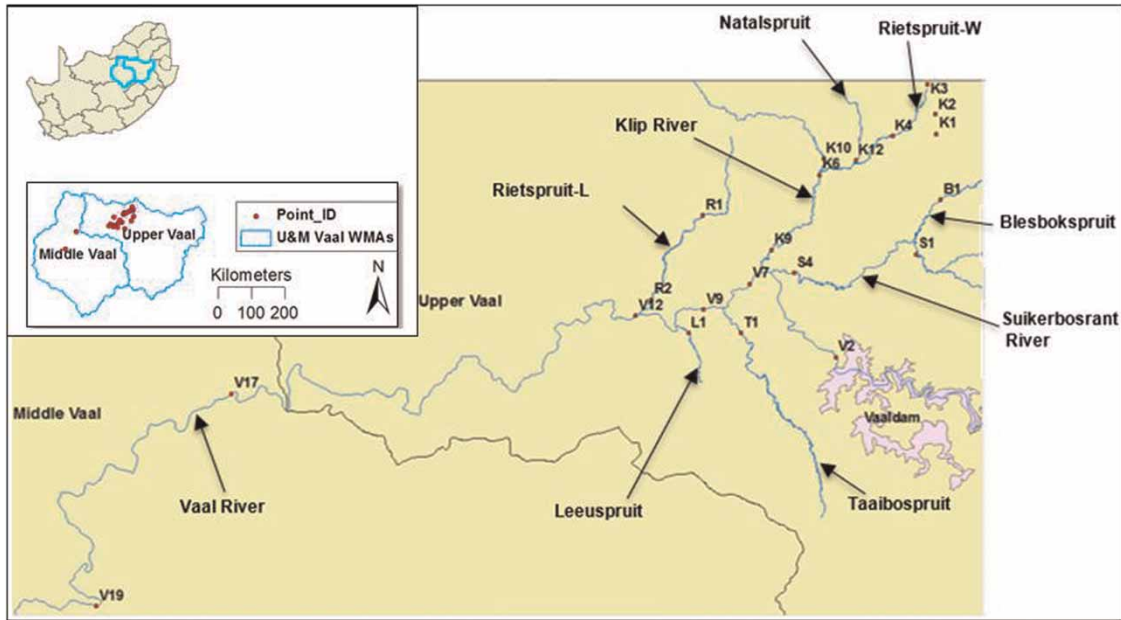 Natalspruit
Rietspruit-W
K3
K2
K1
K4
Klip River
K10
K12
K6
Rietspruit-L
R1
B1
Blesbokspruit
Point_ID
U&M Vaal WMAs
Upper Vaal
Middle Vaal
Kilometers
0 100 200
N
K9
S1
S4
V7
Upper Vaal
R2
V12
V9
L1
T1
Suikerbosrant
River
V2
V17
Middle Vaal
Vaaldam
Vaal River
Leeuspruit
Taaibospruit
V19